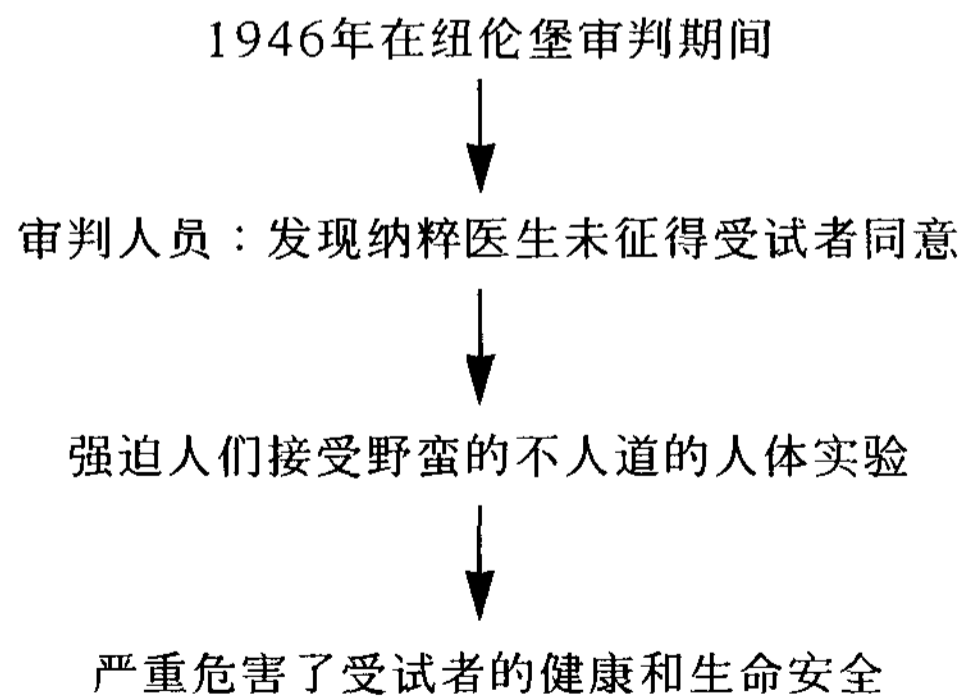 1946年在纽伦堡审判期间
审判人员：发现纳粹医生未征得受试者同意
强迫人们接受野蛮的不人道的人体实验
严重危害了受试者的健康和生命安全